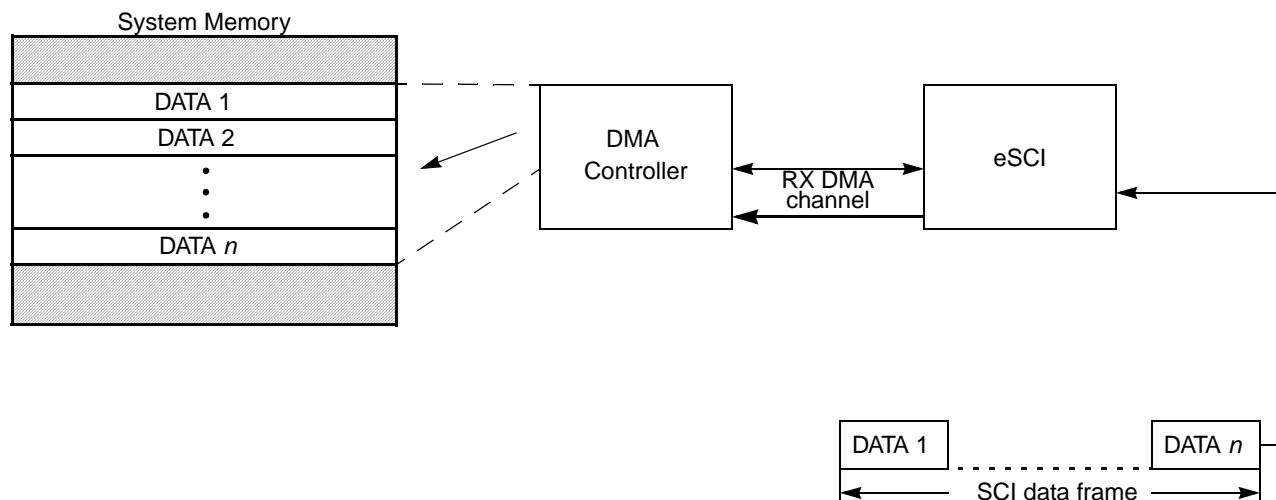 System Memory
DATA 1
DATA 2
DATA n
DMA
Controller
RX DMA
channel
eSCI
DATA 1
DATA n
SCI data frame